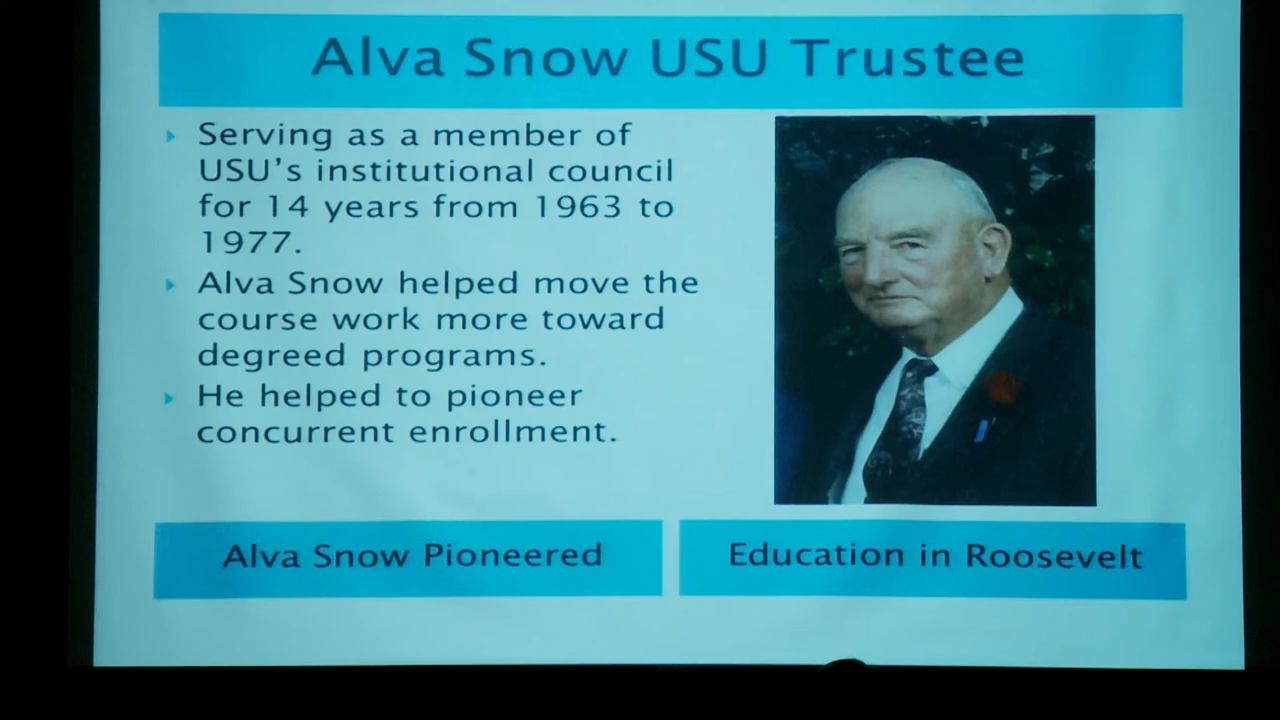 Alva Snow USU Trustee
Serving as a member of
USU's institutional council
for 14 years from 1963 to
1977.
Alva Snow helped move the
course work more toward
degreed programs.
He helped to pioneer
concurrent enrollment.
Alva Snow Pioneered
Education in Roosevelt